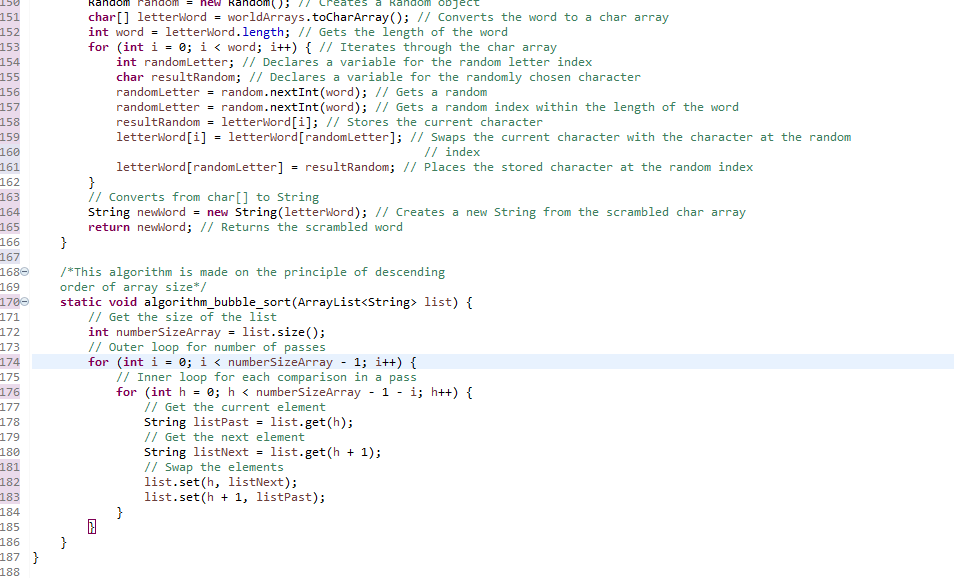 150 Random random = new Random(); // Creates a Random object
151 char[] letterWord = worldArrays.toCharArray(); // Converts the word to a char array
152 int word = letterWord.length; // Gets the length of the word
153 for (int i = 0; i < word; i++) { // Iterates through the char array
154 int randomLetter; // Declares a variable for the random letter index
155 char resultRandom; // Declares a variable for the randomly chosen character
156 randomLetter = random.nextInt(word); // Gets a random
157 randomLetter = random.nextInt(word); // Gets a random index within the length of the word
158 resultRandom = letterWord[i]; // Stores the current character
159 letterWord[i] = letterWord[randomLetter]; // Swaps the current character with the character at the random
160 // index
161 letterWord[randomLetter] = resultRandom; // Places the stored character at the random index
162 }
163 // Converts from char[] to String
164 String newWord = new String(letterWord); // Creates a new String from the scrambled char array
165 return newWord; // Returns the scrambled word
166 }
167
168 /*This algorithm is made on the principle of descending
169 order of array size*/
170 static void algorithm_bubble_sort(ArrayList<String> list) {
171 // Get the size of the list
172 int numberSizeArray = list.size();
173 // Outer loop for number of passes
174 for (int i = 0; i < numberSizeArray - 1; i++) {
175 // Inner loop for each comparison in a pass
176 for (int h = 0; h < numberSizeArray - 1 - i; h++) {
177 // Get the current element
178 String listPast = list.get(h);
179 // Get the next element
180 String listNext = list.get(h + 1);
181 // Swap the elements
182 list.set(h, listNext);
183 list.set(h + 1, listPast);
184 }
185 }
186 }
187 }
188